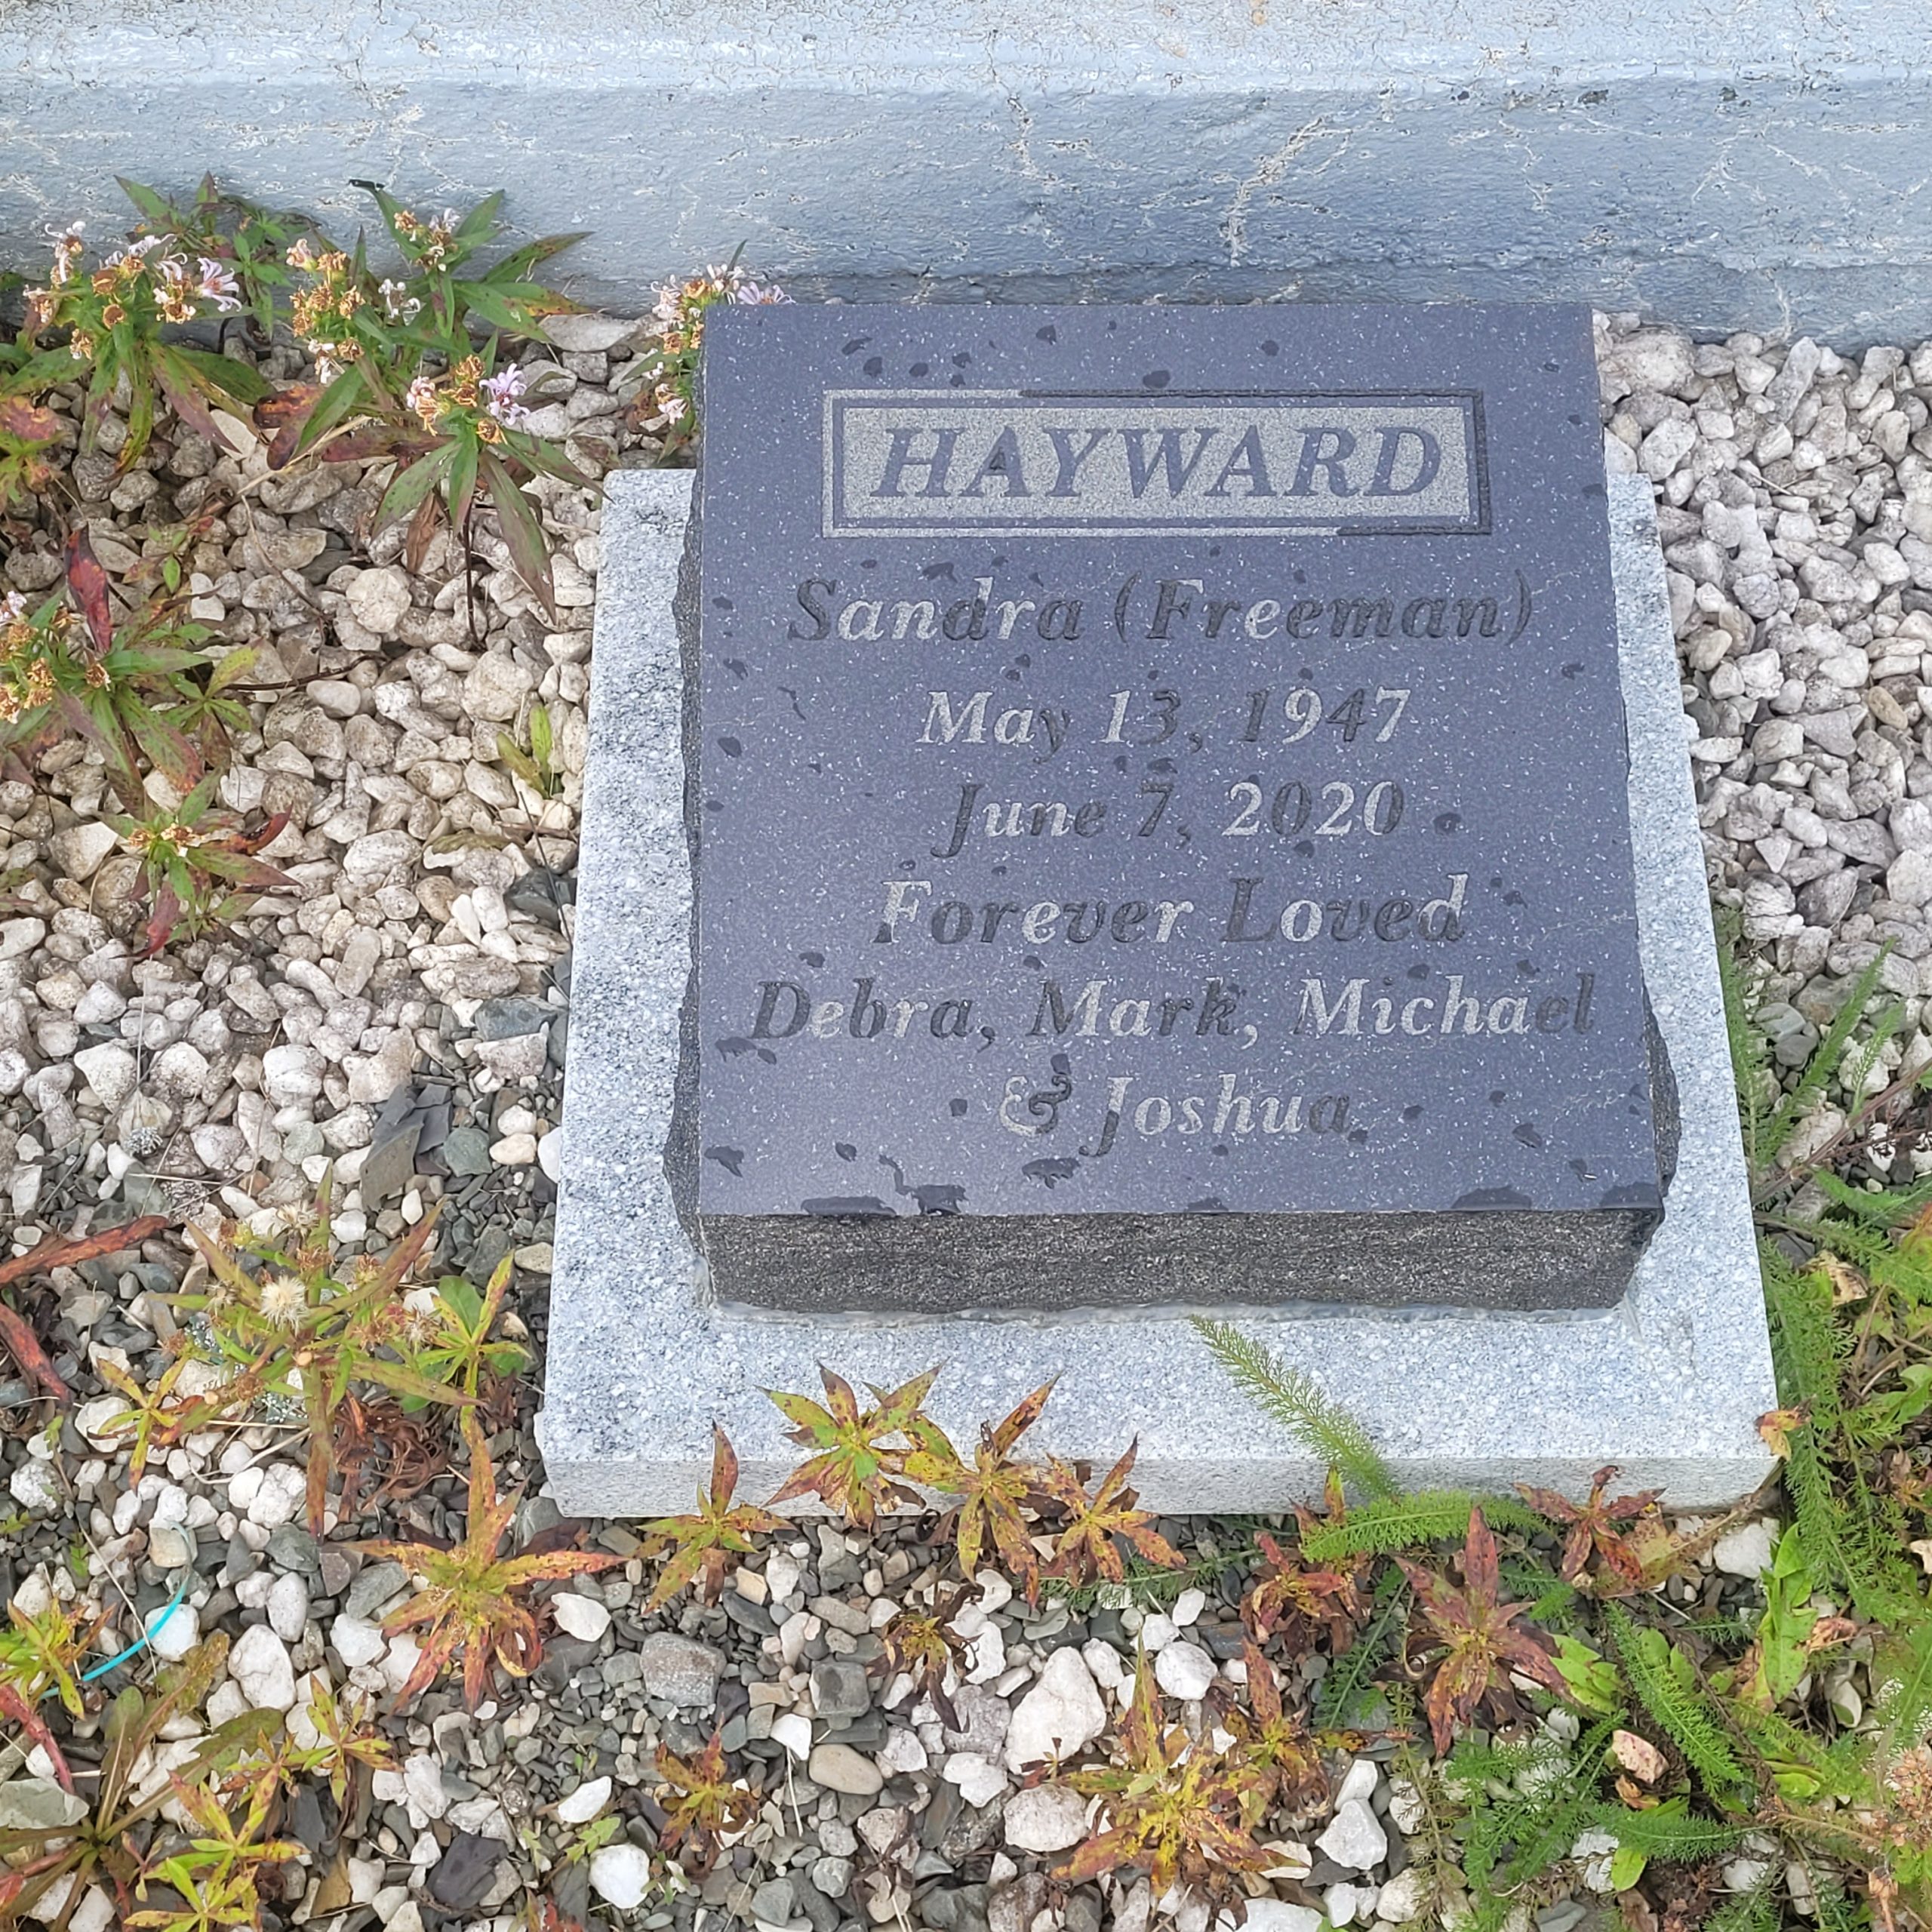 HAYWARD
Sandra (Freeman)
May 13, 1947
June 7, 2020
Forever Loved
Debra, Mark, Michael
& Joshua